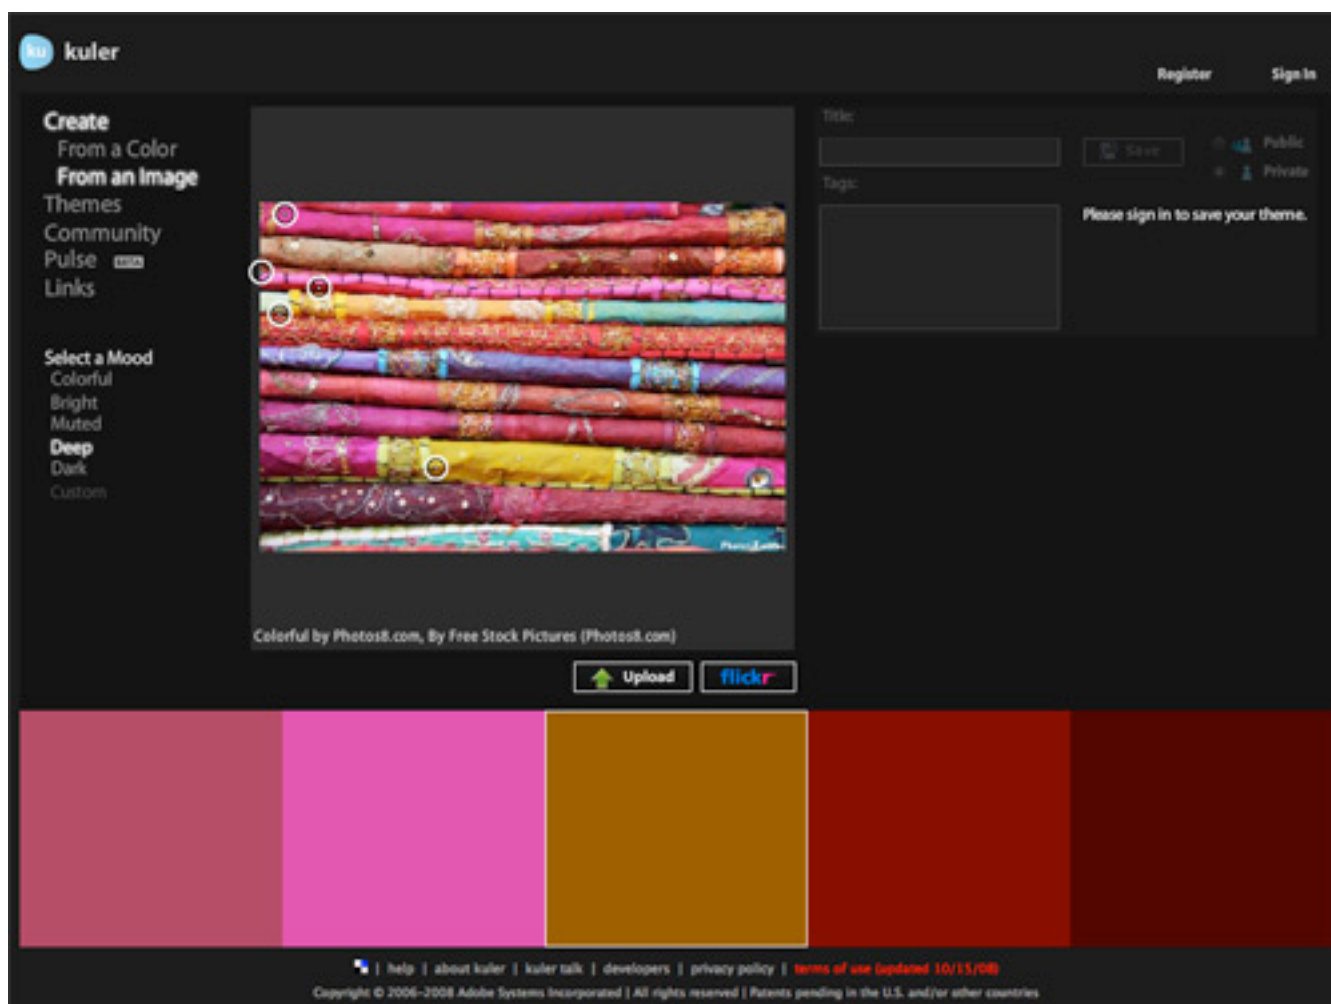 ku kuler
Register Sign In
Create
From a Color
From an Image
Themes
Community
Pulse BETA
Links
Select a Mood
Colorful
Bright
Muted
Deep
Dark
Custom
Photos8.com
Colorful by Photos8.com, By Free Stock Pictures (Photos8.com)
Upload flickr
Title:
Save
Public
Private
Tags:
Please sign in to save your theme.
| help | about kuler | kuler talk | developers | privacy policy | terms of use (updated 10/15/08)
Copyright © 2006-2008 Adobe Systems Incorporated | All rights reserved | Patents pending in the U.S. and/or other countries